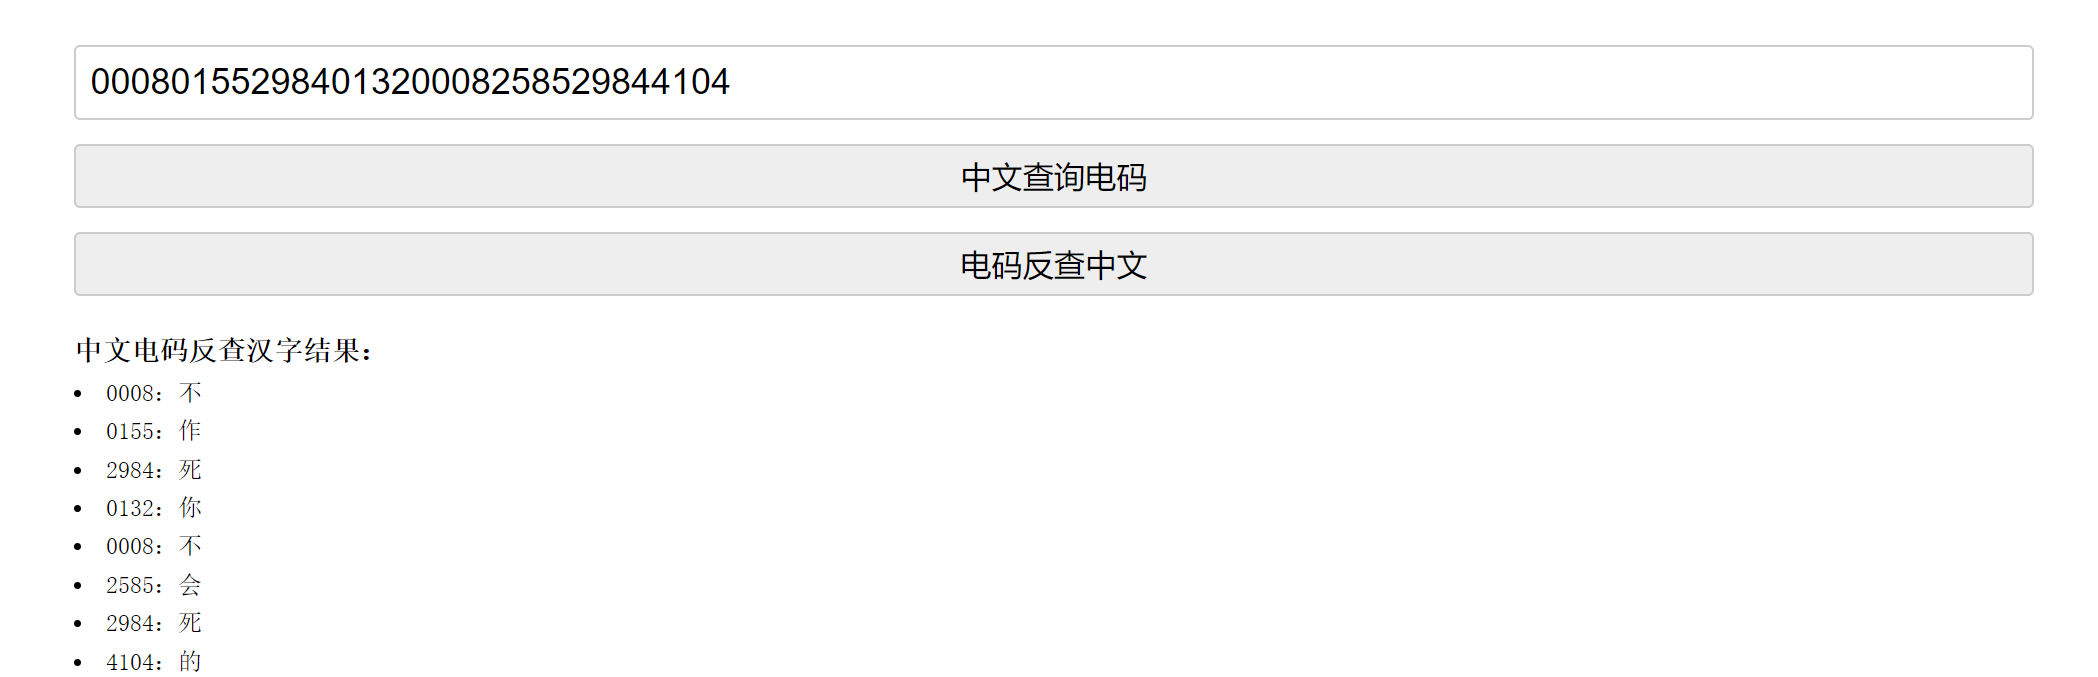 00080155298401320008258529844104
中文查询电码
电码反查中文
中文电码反查汉字结果：
0008：不
0155：作
2984：死
0132：你
0008：不
2585：会
2984：死
4104：的